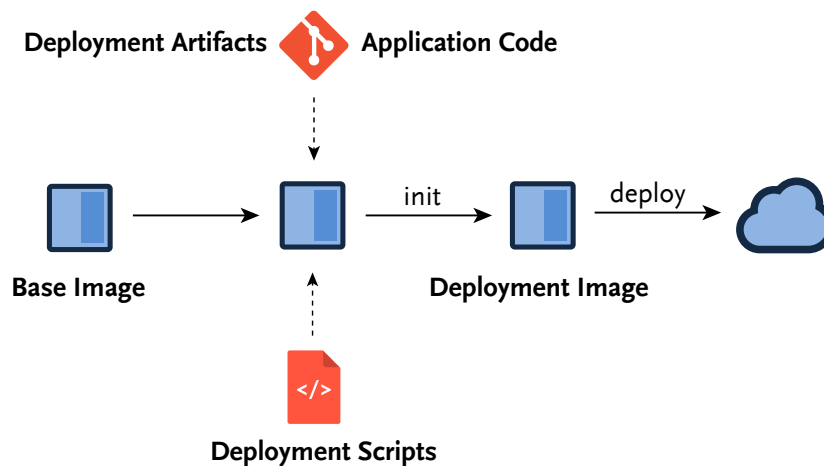 Deployment Artifacts
Application Code
init
deploy
Base Image
Deployment Image
</>
Deployment Scripts